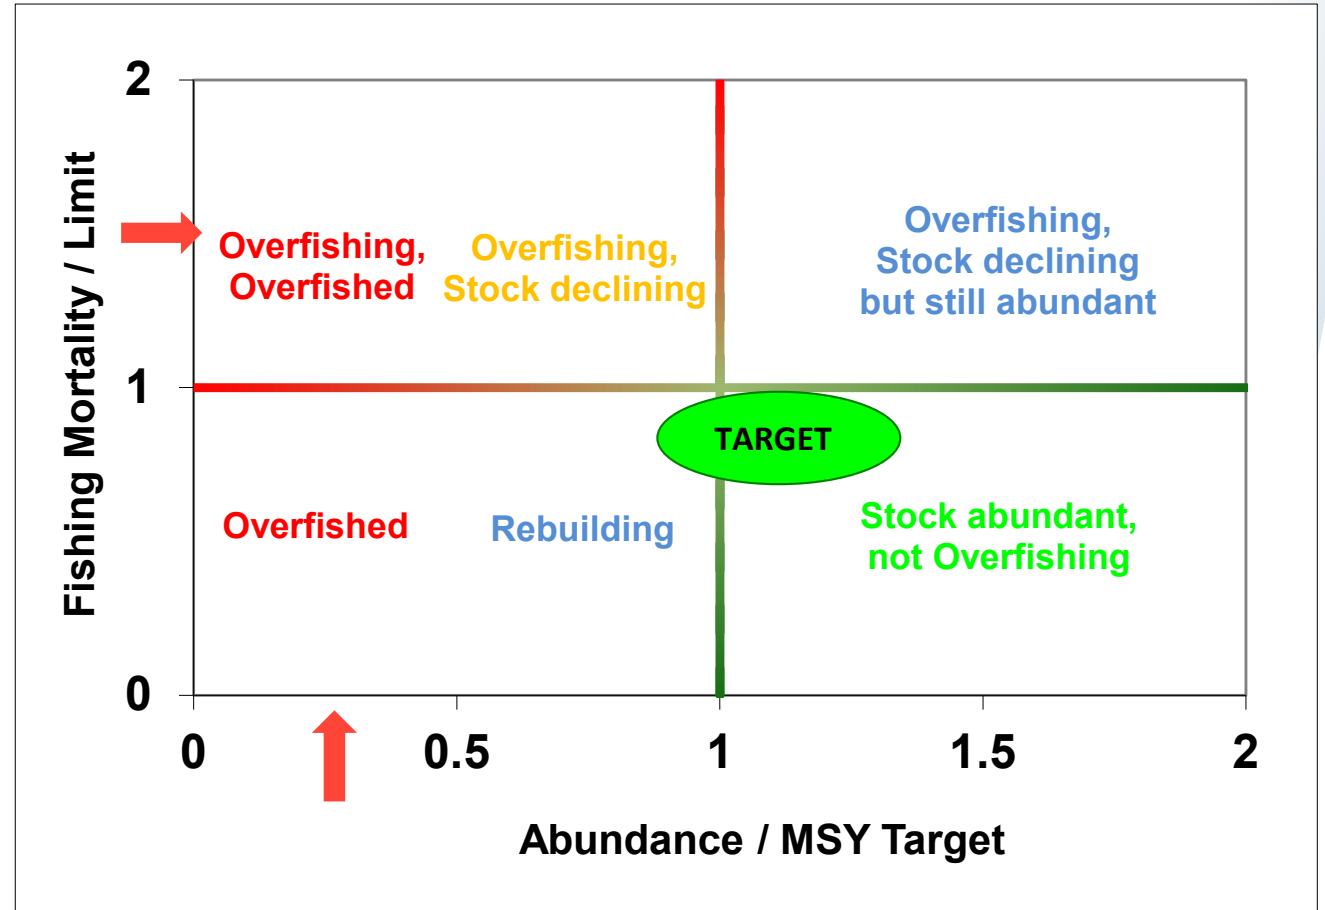 2
Fishing Mortality / Limit
Overfishing,
Overfished
Overfishing,
Stock declining
Overfishing,
Stock declining
but still abundant
1
TARGET
Overfished
Rebuilding
Stock abundant,
not Overfishing
0
0 0.5 1 1.5 2
Abundance / MSY Target